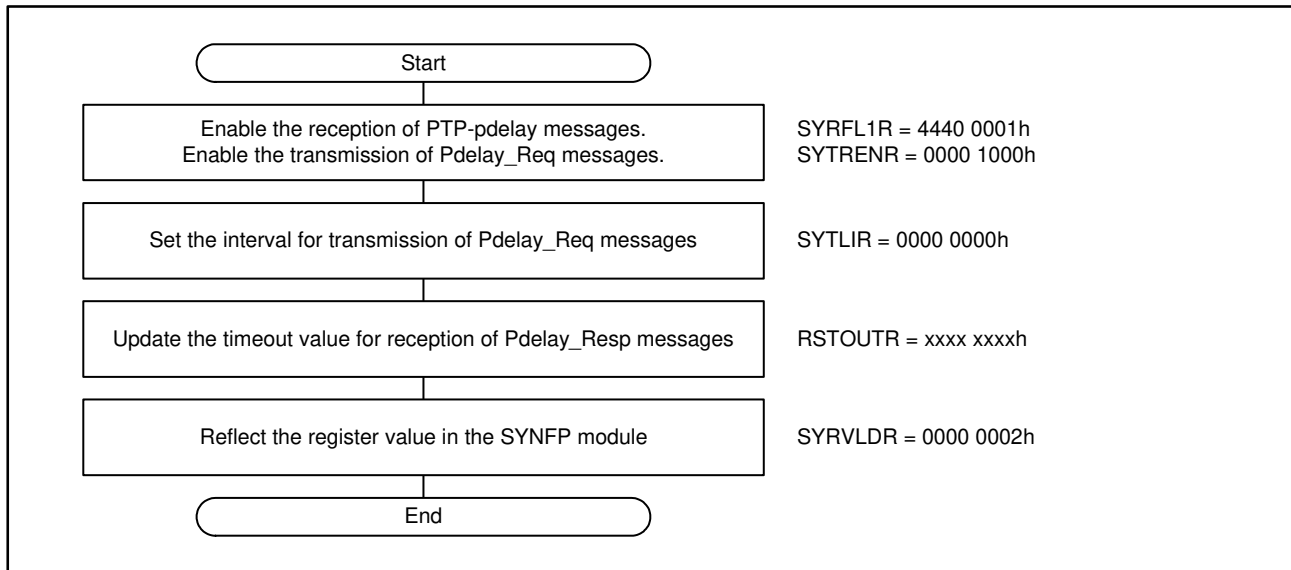 Start
Enable the reception of PTP-pdelay messages.
SYRFL1R = 4440 0001h
Enable the transmission of Pdelay_Req messages.
SYTRENR = 0000 1000h
Set the interval for transmission of Pdelay_Req messages
SYTLIR = 0000 0000h
Update the timeout value for reception of Pdelay_Resp messages
RSTOUTR = xxxx xxxxh
Reflect the register value in the SYNFP module
SYRVLDR = 0000 0002h
End